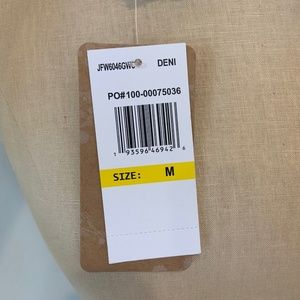 JFW6046GWC DENI
PO#100-00075036
1 93596 46942 6
SIZE: M